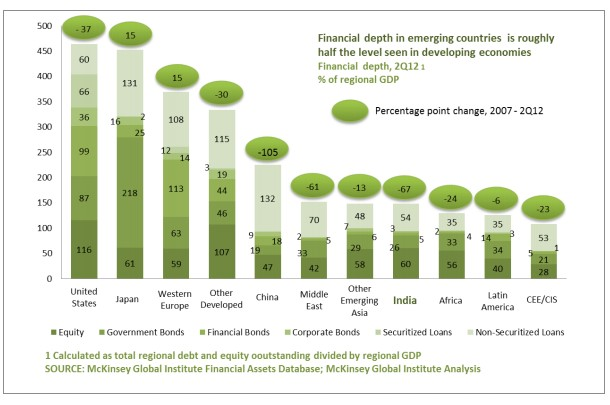 Financial depth in emerging countries is roughly
half the level seen in developing economies
Financial depth, 2Q12 1
% of regional GDP
Percentage point change, 2007 - 2Q12
500
450
400
350
300
250
200
150
100
50
0
- 37
15
15
-30
-105
-61
-13
-67
-24
-6
-23
60
66
36
99
87
116
131
2
16
25
218
61
108
12
14
113
63
59
115
3
19
44
46
107
132
9
18
19
47
70
2
5
33
42
48
7
6
29
58
54
3
5
26
60
35
2
4
33
56
35
3
14
34
40
53
1
5
21
28
United
States
Japan
Western
Europe
Other
Developed
China
Middle
East
Other
Emerging
Asia
India
Africa
Latin
America
CEE/CIS
Equity
Government Bonds
Financial Bonds
Corporate Bonds
Securitized Loans
Non-Securitized Loans
1 Calculated as total regional debt and equity ooutstanding divided by regional GDP
SOURCE: McKinsey Global Institute Financial Assets Database; McKinsey Global Institute Analysis